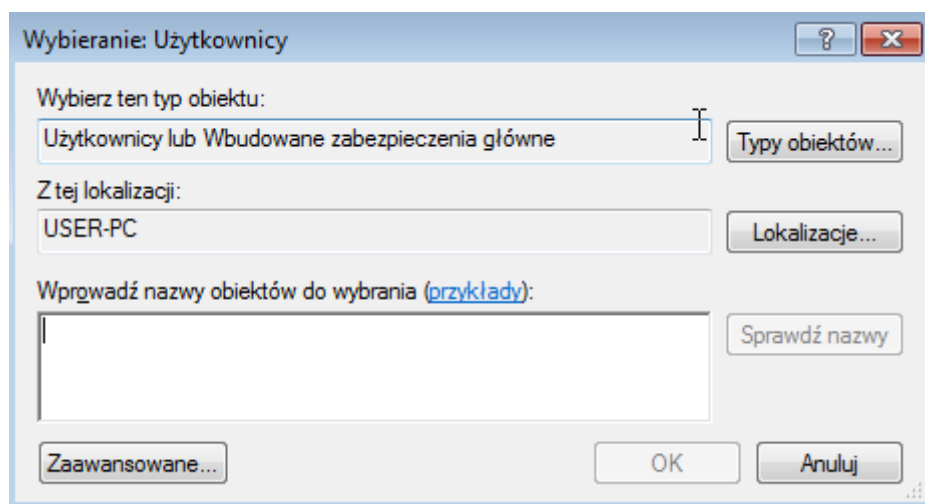 Wybieranie: Użytkownicy
?
Wybierz ten typ obiektu:
Użytkownicy lub Wbudowane zabezpieczenia główne
Typy obiektów...
Z tej lokalizacji:
USER-PC
Lokalizacje...
Wprowadź nazwy obiektów do wybrania (przykłady):
Sprawdź nazwy
Zaawansowane...
OK
Anuluj